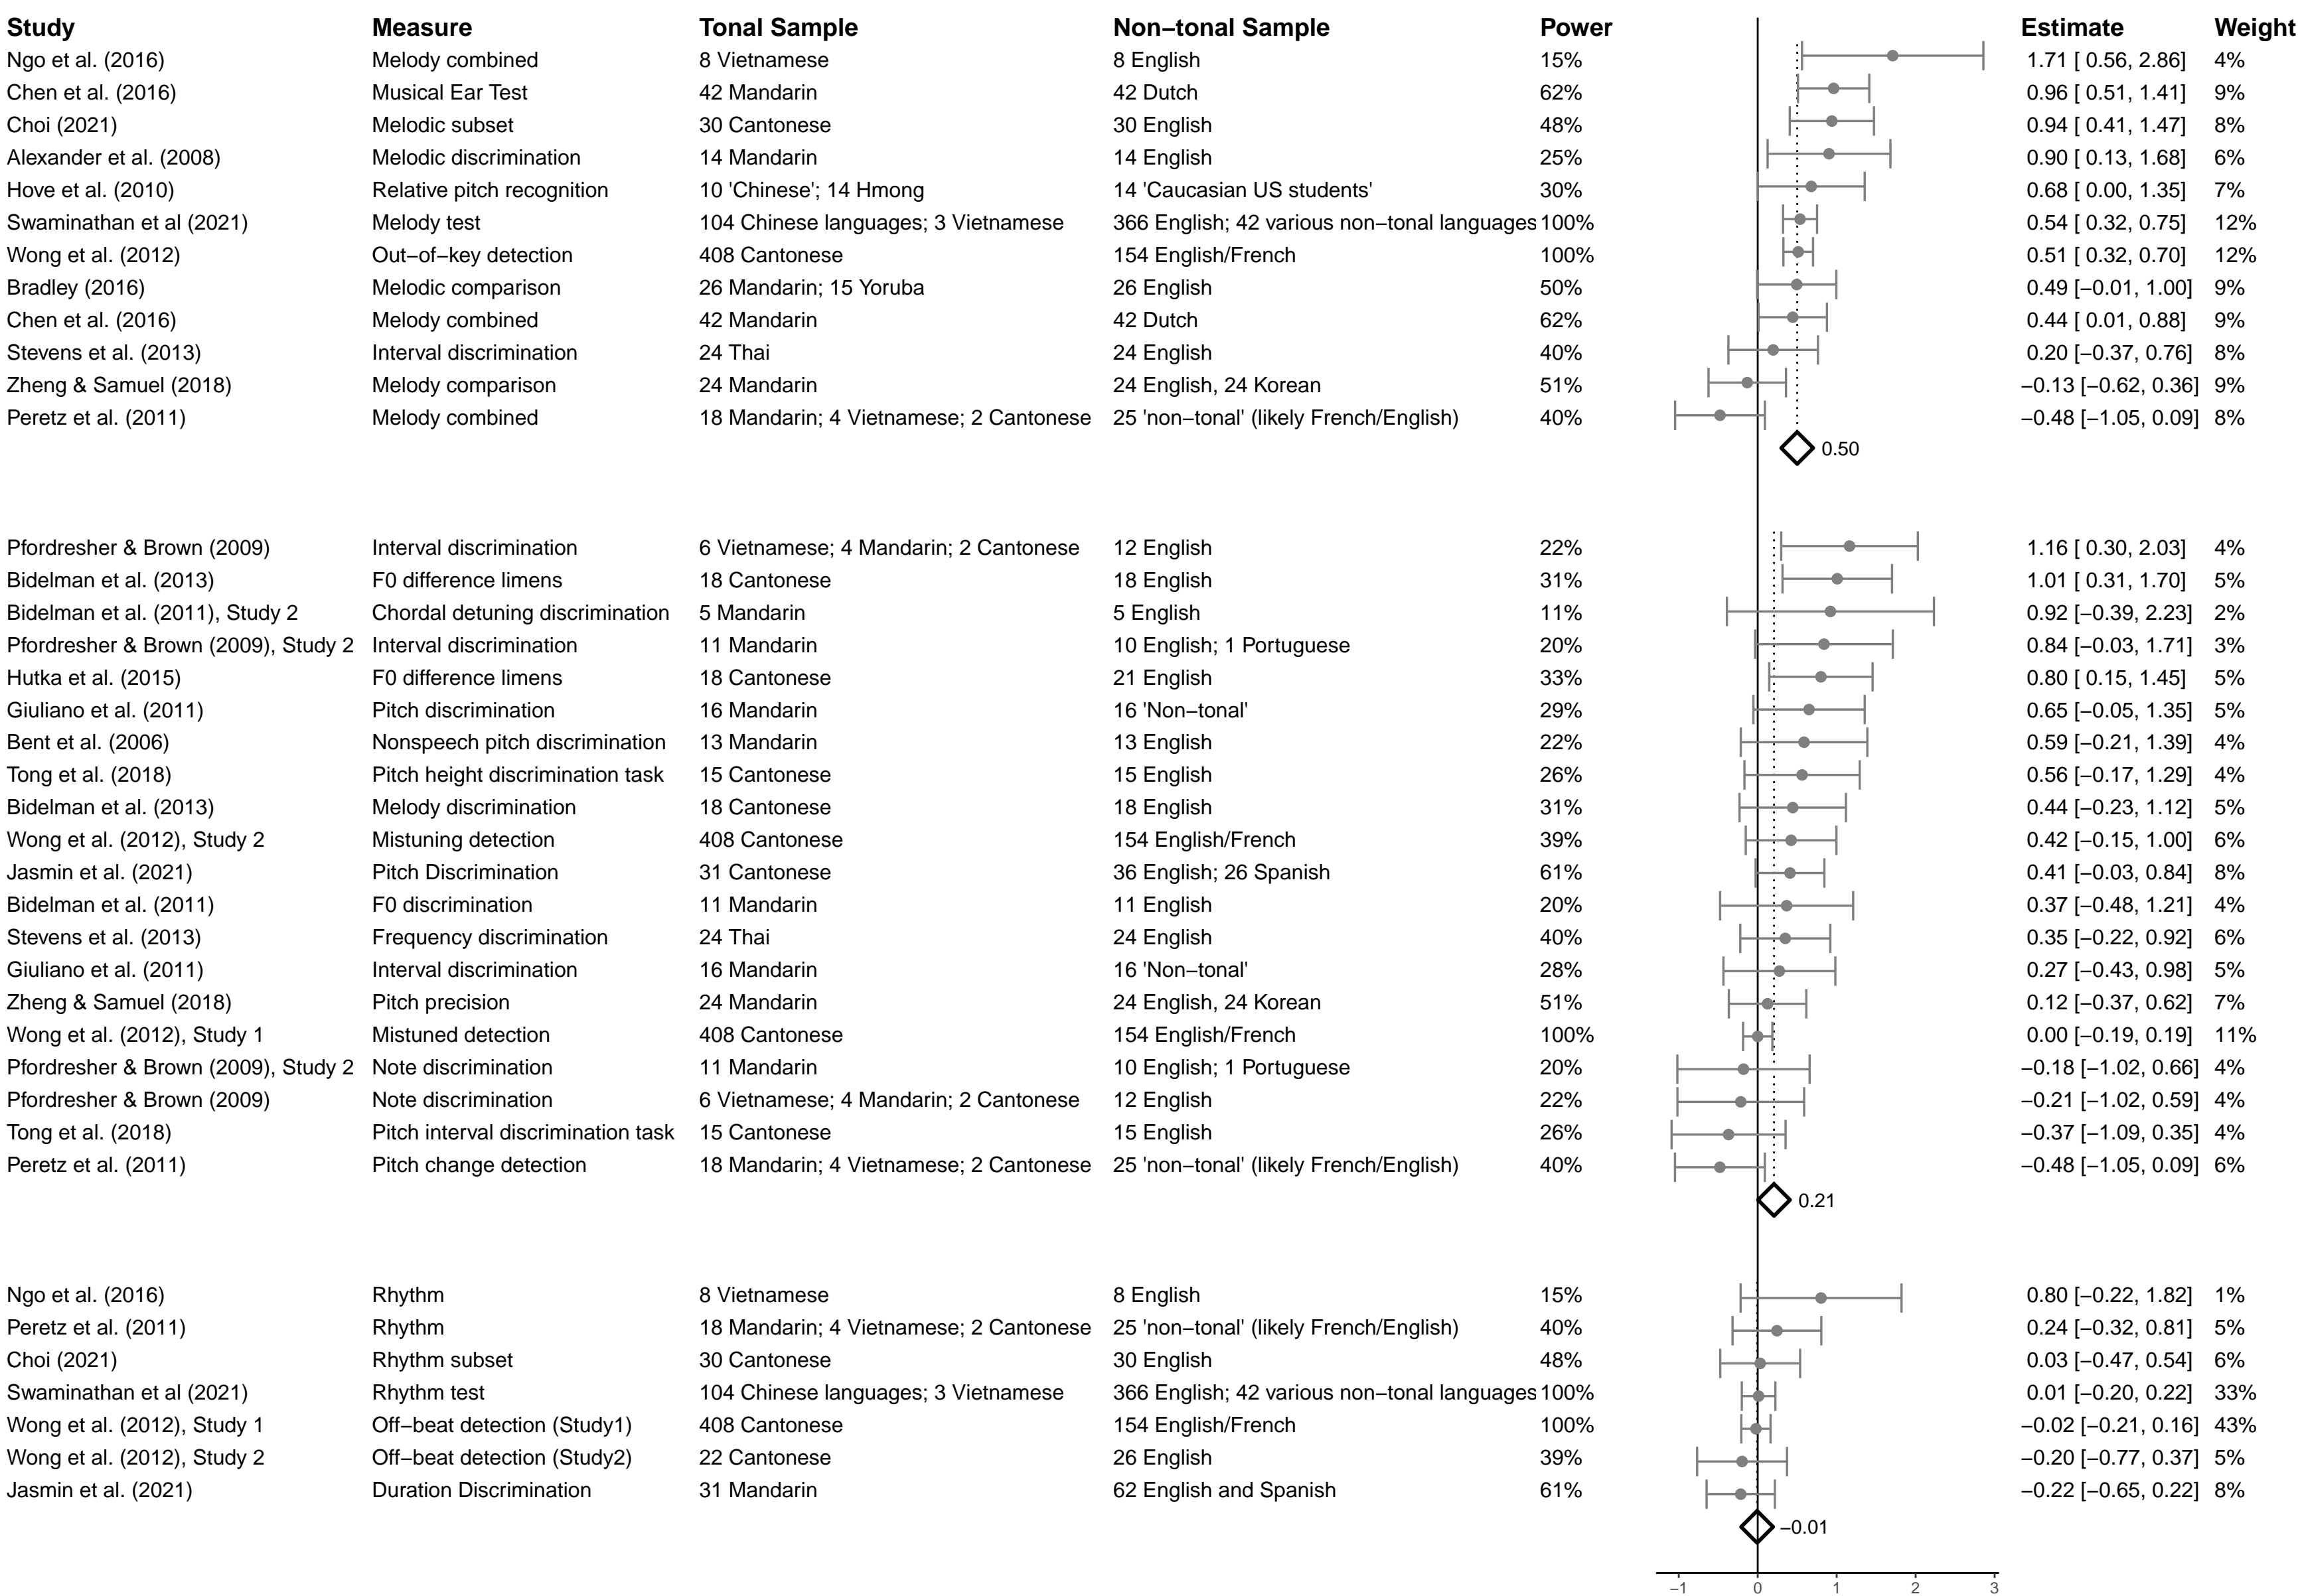 Study Measure Tonal Sample Non−tonal Sample Power Estimate Weight
Ngo et al. (2016) Melody combined 8 Vietnamese 8 English 15% 1.71 [ 0.56, 2.86] 4%
Chen et al. (2016) Musical Ear Test 42 Mandarin 42 Dutch 62% 0.96 [ 0.51, 1.41] 9%
Choi (2021) Melodic subset 30 Cantonese 30 English 48% 0.94 [ 0.41, 1.47] 8%
Alexander et al. (2008) Melodic discrimination 14 Mandarin 14 English 25% 0.90 [ 0.13, 1.68] 6%
Hove et al. (2010) Relative pitch recognition 10 'Chinese'; 14 Hmong 14 'Caucasian US students' 30% 0.68 [ 0.00, 1.35] 7%
Swaminathan et al (2021) Melody test 104 Chinese languages; 3 Vietnamese 366 English; 42 various non−tonal languages 100% 0.54 [ 0.32, 0.75] 12%
Wong et al. (2012) Out−of−key detection 408 Cantonese 154 English/French 100% 0.51 [ 0.32, 0.70] 12%
Bradley (2016) Melodic comparison 26 Mandarin; 15 Yoruba 26 English 50% 0.49 [−0.01, 1.00] 9%
Chen et al. (2016) Melody combined 42 Mandarin 42 Dutch 62% 0.44 [ 0.01, 0.88] 9%
Stevens et al. (2013) Interval discrimination 24 Thai 24 English 40% 0.20 [−0.37, 0.76] 8%
Zheng & Samuel (2018) Melody comparison 24 Mandarin 24 English, 24 Korean 51% −0.13 [−0.62, 0.36] 9%
Peretz et al. (2011) Melody combined 18 Mandarin; 4 Vietnamese; 2 Cantonese 25 'non−tonal' (likely French/English) 40% −0.48 [−1.05, 0.09] 8%
0.50
Pfordresher & Brown (2009) Interval discrimination 6 Vietnamese; 4 Mandarin; 2 Cantonese 12 English 22% 1.16 [ 0.30, 2.03] 4%
Bidelman et al. (2013) F0 difference limens 18 Cantonese 18 English 31% 1.01 [ 0.31, 1.70] 5%
Bidelman et al. (2011), Study 2 Chordal detuning discrimination 5 Mandarin 5 English 11% 0.92 [−0.39, 2.23] 2%
Pfordresher & Brown (2009), Study 2 Interval discrimination 11 Mandarin 10 English; 1 Portuguese 20% 0.84 [−0.03, 1.71] 3%
Hutka et al. (2015) F0 difference limens 18 Cantonese 21 English 33% 0.80 [ 0.15, 1.45] 5%
Giuliano et al. (2011) Pitch discrimination 16 Mandarin 16 'Non−tonal' 29% 0.65 [−0.05, 1.35] 5%
Bent et al. (2006) Nonspeech pitch discrimination 13 Mandarin 13 English 22% 0.59 [−0.21, 1.39] 4%
Tong et al. (2018) Pitch height discrimination task 15 Cantonese 15 English 26% 0.56 [−0.17, 1.29] 4%
Bidelman et al. (2013) Melody discrimination 18 Cantonese 18 English 31% 0.44 [−0.23, 1.12] 5%
Wong et al. (2012), Study 2 Mistuning detection 408 Cantonese 154 English/French 39% 0.42 [−0.15, 1.00] 6%
Jasmin et al. (2021) Pitch Discrimination 31 Cantonese 36 English; 26 Spanish 61% 0.41 [−0.03, 0.84] 8%
Bidelman et al. (2011) F0 discrimination 11 Mandarin 11 English 20% 0.37 [−0.48, 1.21] 4%
Stevens et al. (2013) Frequency discrimination 24 Thai 24 English 40% 0.35 [−0.22, 0.92] 6%
Giuliano et al. (2011) Interval discrimination 16 Mandarin 16 'Non−tonal' 28% 0.27 [−0.43, 0.98] 5%
Zheng & Samuel (2018) Pitch precision 24 Mandarin 24 English, 24 Korean 51% 0.12 [−0.37, 0.62] 7%
Wong et al. (2012), Study 1 Mistuned detection 408 Cantonese 154 English/French 100% 0.00 [−0.19, 0.19] 11%
Pfordresher & Brown (2009), Study 2 Note discrimination 11 Mandarin 10 English; 1 Portuguese 20% −0.18 [−1.02, 0.66] 4%
Pfordresher & Brown (2009) Note discrimination 6 Vietnamese; 4 Mandarin; 2 Cantonese 12 English 22% −0.21 [−1.02, 0.59] 4%
Tong et al. (2018) Pitch interval discrimination task 15 Cantonese 15 English 26% −0.37 [−1.09, 0.35] 4%
Peretz et al. (2011) Pitch change detection 18 Mandarin; 4 Vietnamese; 2 Cantonese 25 'non−tonal' (likely French/English) 40% −0.48 [−1.05, 0.09] 6%
0.21
Ngo et al. (2016) Rhythm 8 Vietnamese 8 English 15% 0.80 [−0.22, 1.82] 1%
Peretz et al. (2011) Rhythm 18 Mandarin; 4 Vietnamese; 2 Cantonese 25 'non−tonal' (likely French/English) 40% 0.24 [−0.32, 0.81] 5%
Choi (2021) Rhythm subset 30 Cantonese 30 English 48% 0.03 [−0.47, 0.54] 6%
Swaminathan et al (2021) Rhythm test 104 Chinese languages; 3 Vietnamese 366 English; 42 various non−tonal languages 100% 0.01 [−0.20, 0.22] 33%
Wong et al. (2012), Study 1 Off−beat detection (Study1) 408 Cantonese 154 English/French 100% −0.02 [−0.21, 0.16] 43%
Wong et al. (2012), Study 2 Off−beat detection (Study2) 22 Cantonese 26 English 39% −0.20 [−0.77, 0.37] 5%
Jasmin et al. (2021) Duration Discrimination 31 Mandarin 62 English and Spanish 61% −0.22 [−0.65, 0.22] 8%
−0.01
−1 0 1 2 3